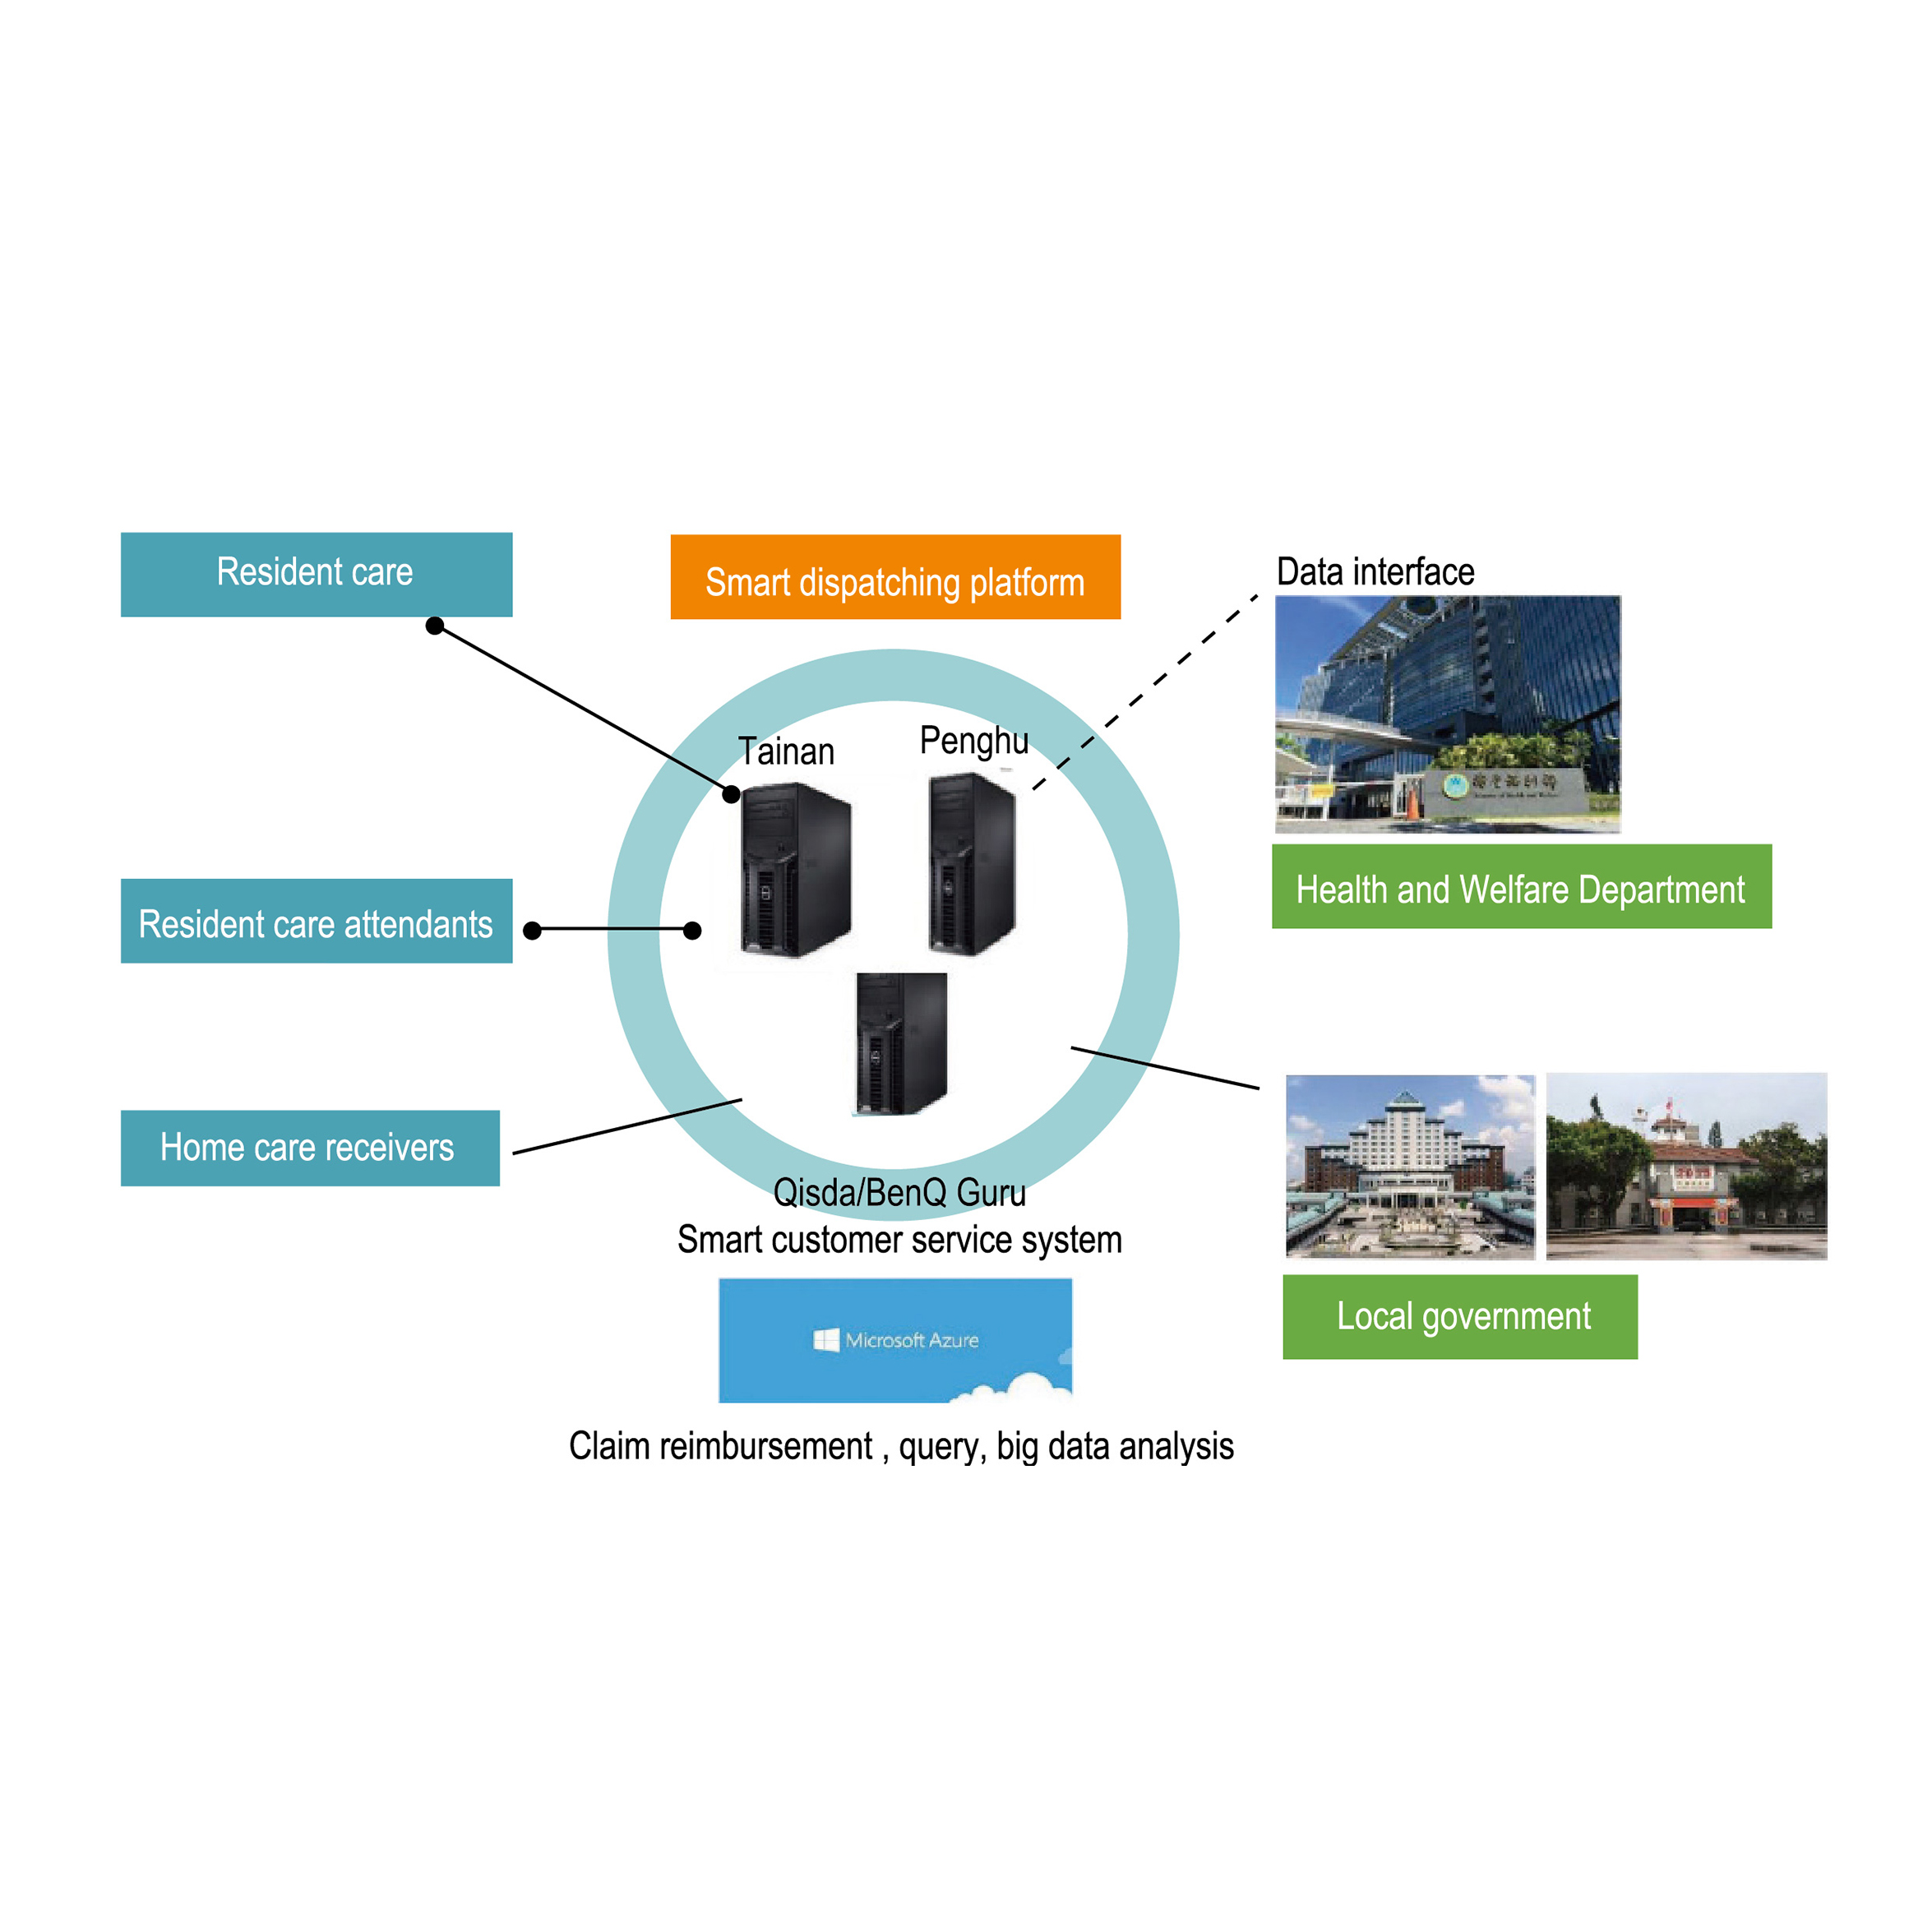 Resident care
Smart dispatching platform
Data interface
Tainan
Penghu
Health and Welfare Department
Resident care attendants
Home care receivers
Qisda/BenQ Guru
Smart customer service system
Local government
Microsoft Azure
Claim reimbursement , query, big data analysis